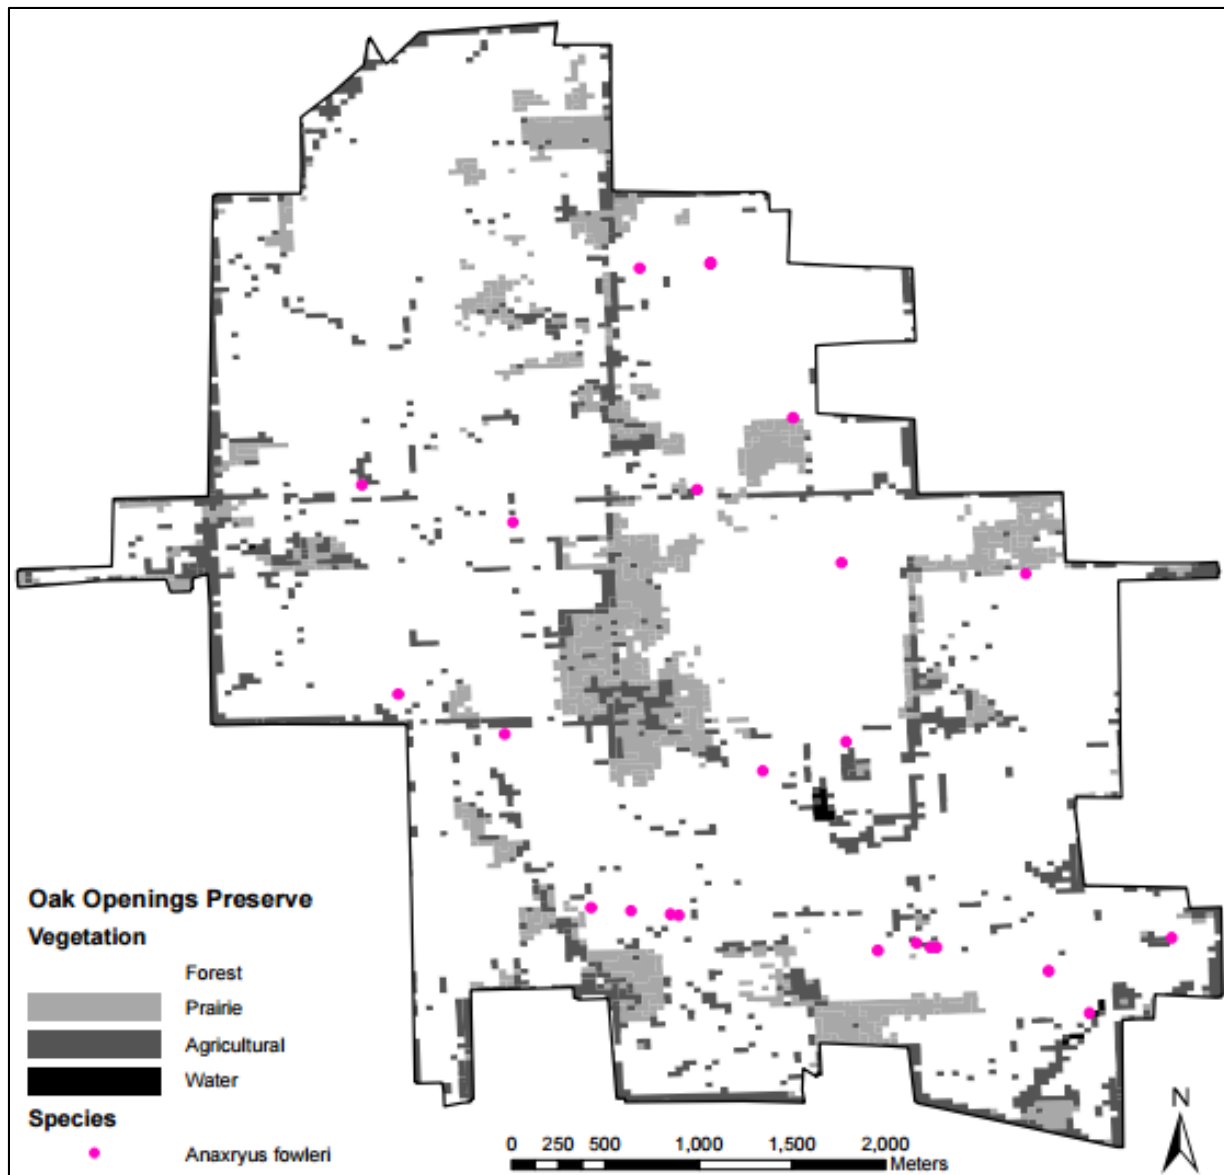 Oak Openings Preserve
Vegetation
Forest
Prairie
Agricultural
Water
Species
Anaxryus fowleri
0 250 500 1,000 1,500 2,000
Meters
N